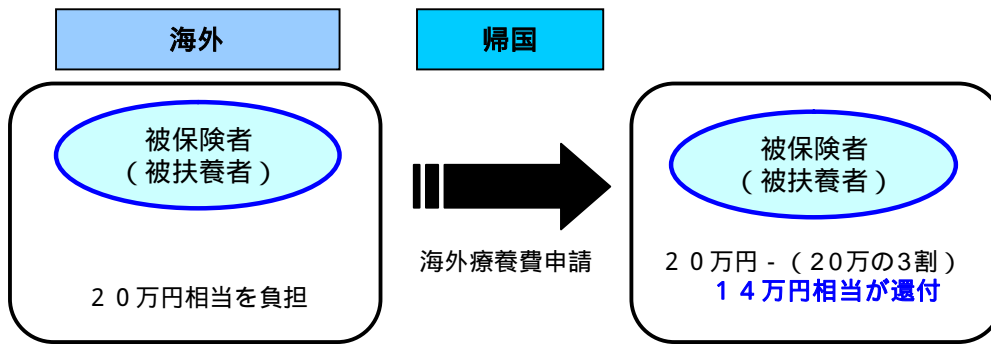 海外
帰国
被保険者
（被扶養者）
２０万円相当を負担
海外療養費申請
被保険者
（被扶養者）
２０万円 - （20万の3割）
１４万円相当が還付